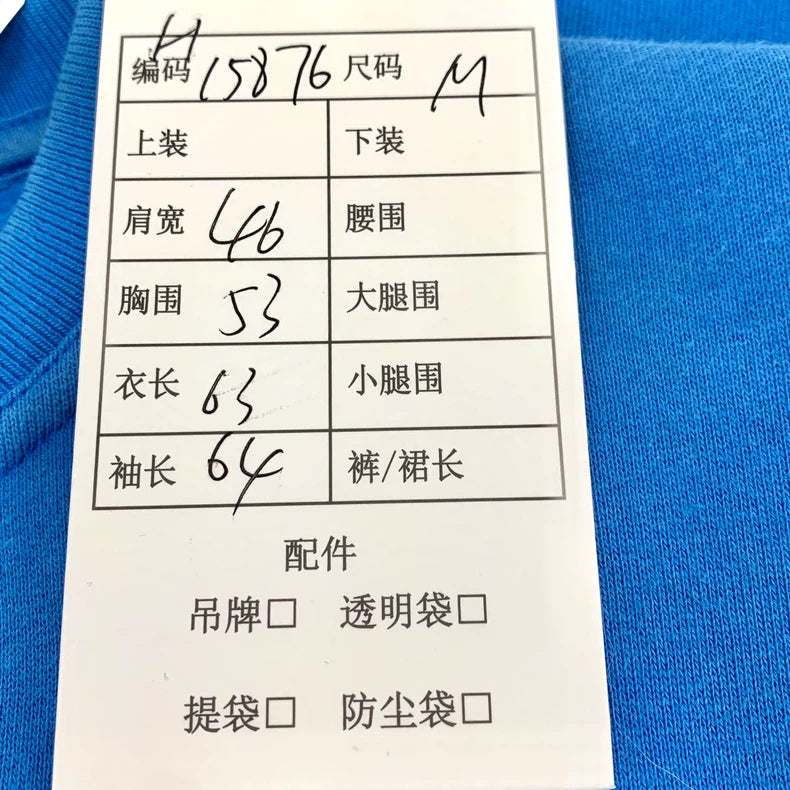 H
编码 15876 尺码 M
上装 下装
肩宽 46 腰围
胸围 53 大腿围
衣长 63 小腿围
袖长 64 裤/裙长
配件
吊牌□ 透明袋□
提袋□ 防尘袋□